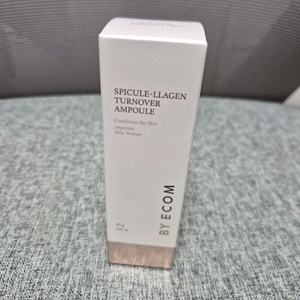 SPICULE-LLAGEN
TURNOVER
AMPOULE
Conditions the Skin
Improves
Skin Texture
BY ECOM